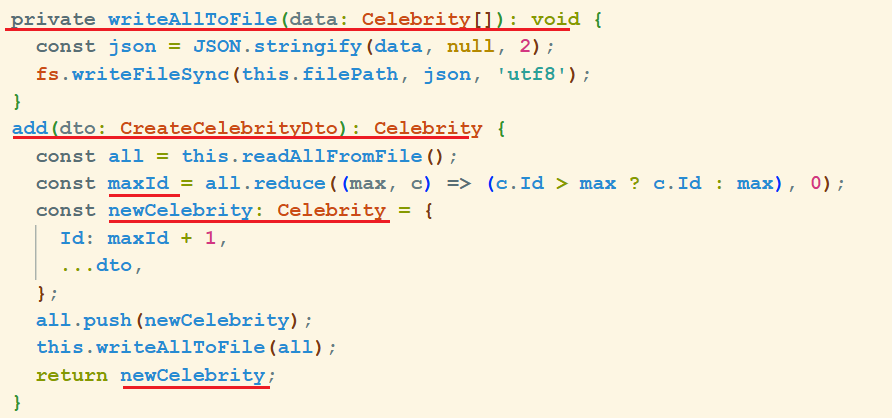 private writeAllToFile(data: Celebrity[]): void {
  const json = JSON.stringify(data, null, 2);
  fs.writeFileSync(this.filePath, json, 'utf8');
}
add(dto: CreateCelebrityDto): Celebrity {
  const all = this.readAllFromFile();
  const maxId = all.reduce((max, c) => (c.Id > max ? c.Id : max), 0);
  const newCelebrity: Celebrity = {
    Id: maxId + 1,
    ...dto,
  };
  all.push(newCelebrity);
  this.writeAllToFile(all);
  return newCelebrity;
}